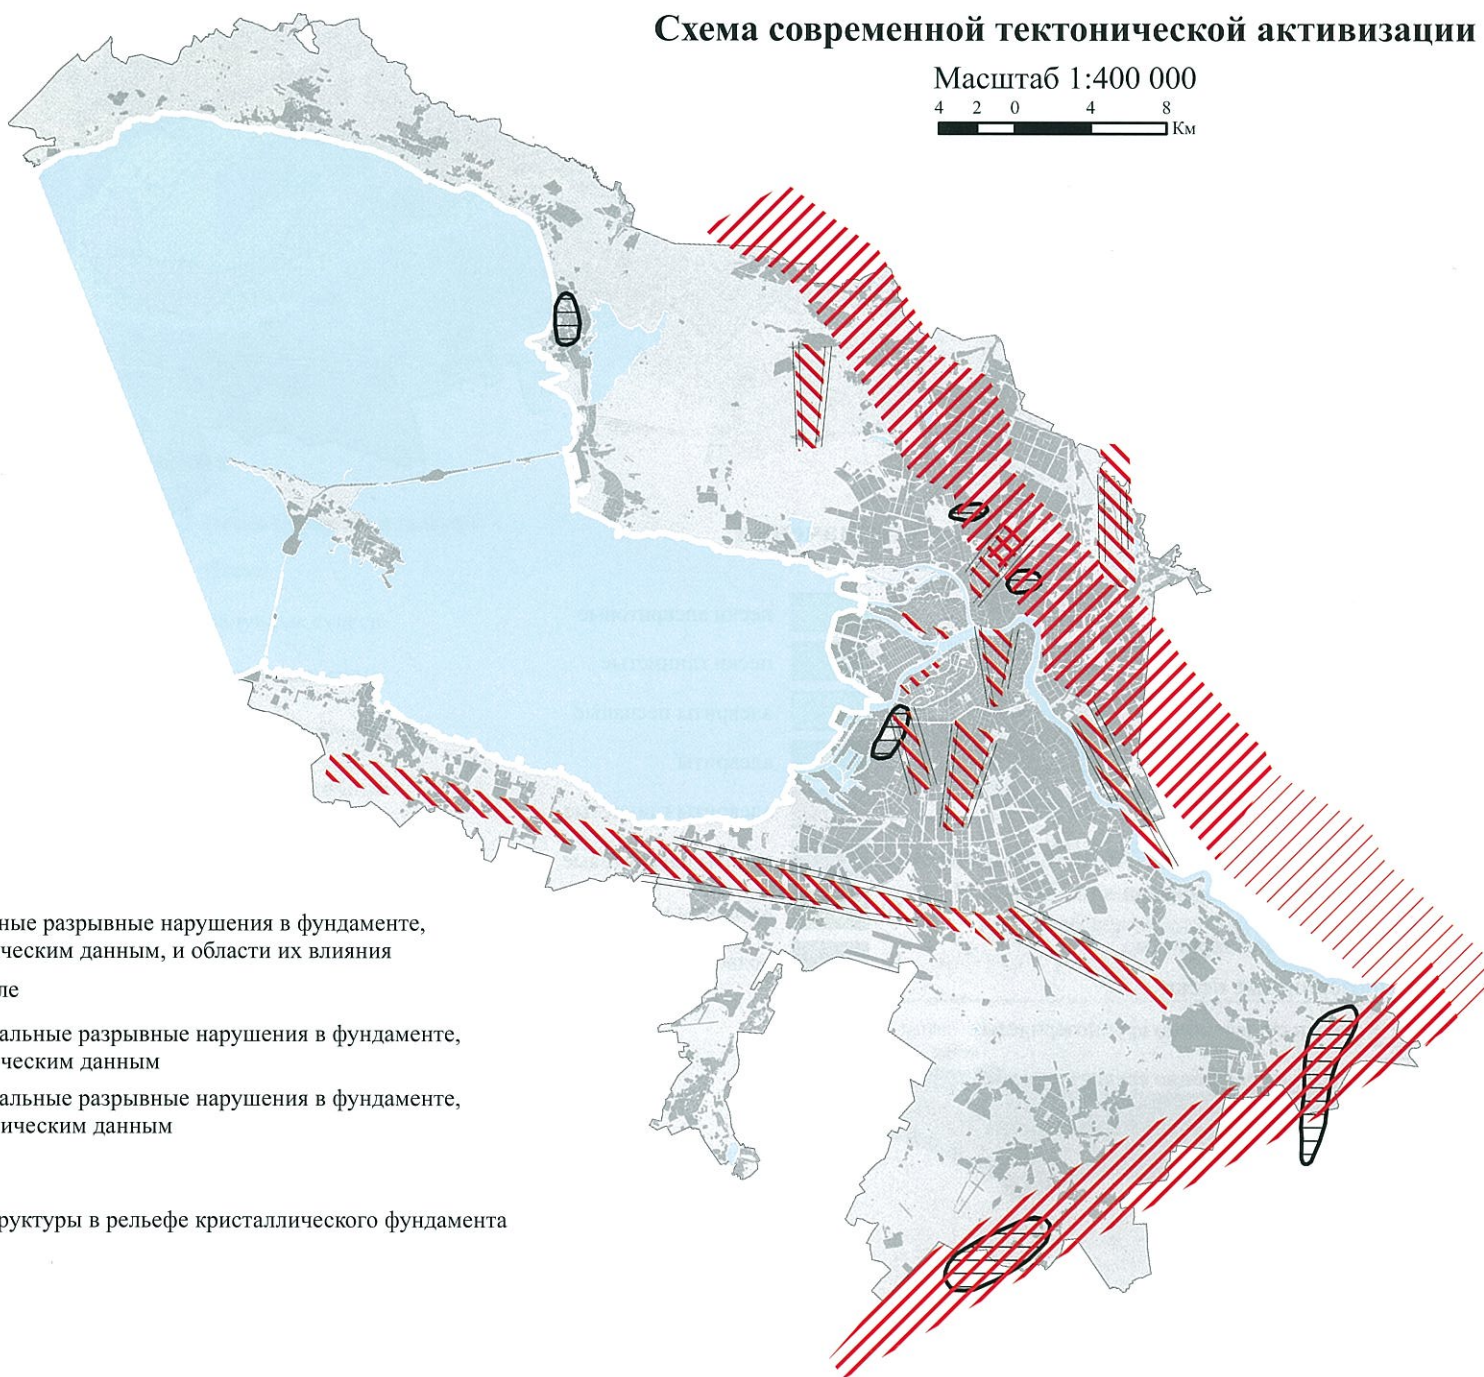 Схема современной тектонической активизации
Масштаб 1:400 000
4 2 0 4 8
Км
ные разрывные нарушения в фундаменте,
ческим данным, и области их влияния
ле
альные разрывные нарушения в фундаменте,
ческим данным
альные разрывные нарушения в фундаменте,
ическим данным
руктуры в рельефе кристаллического фундамента